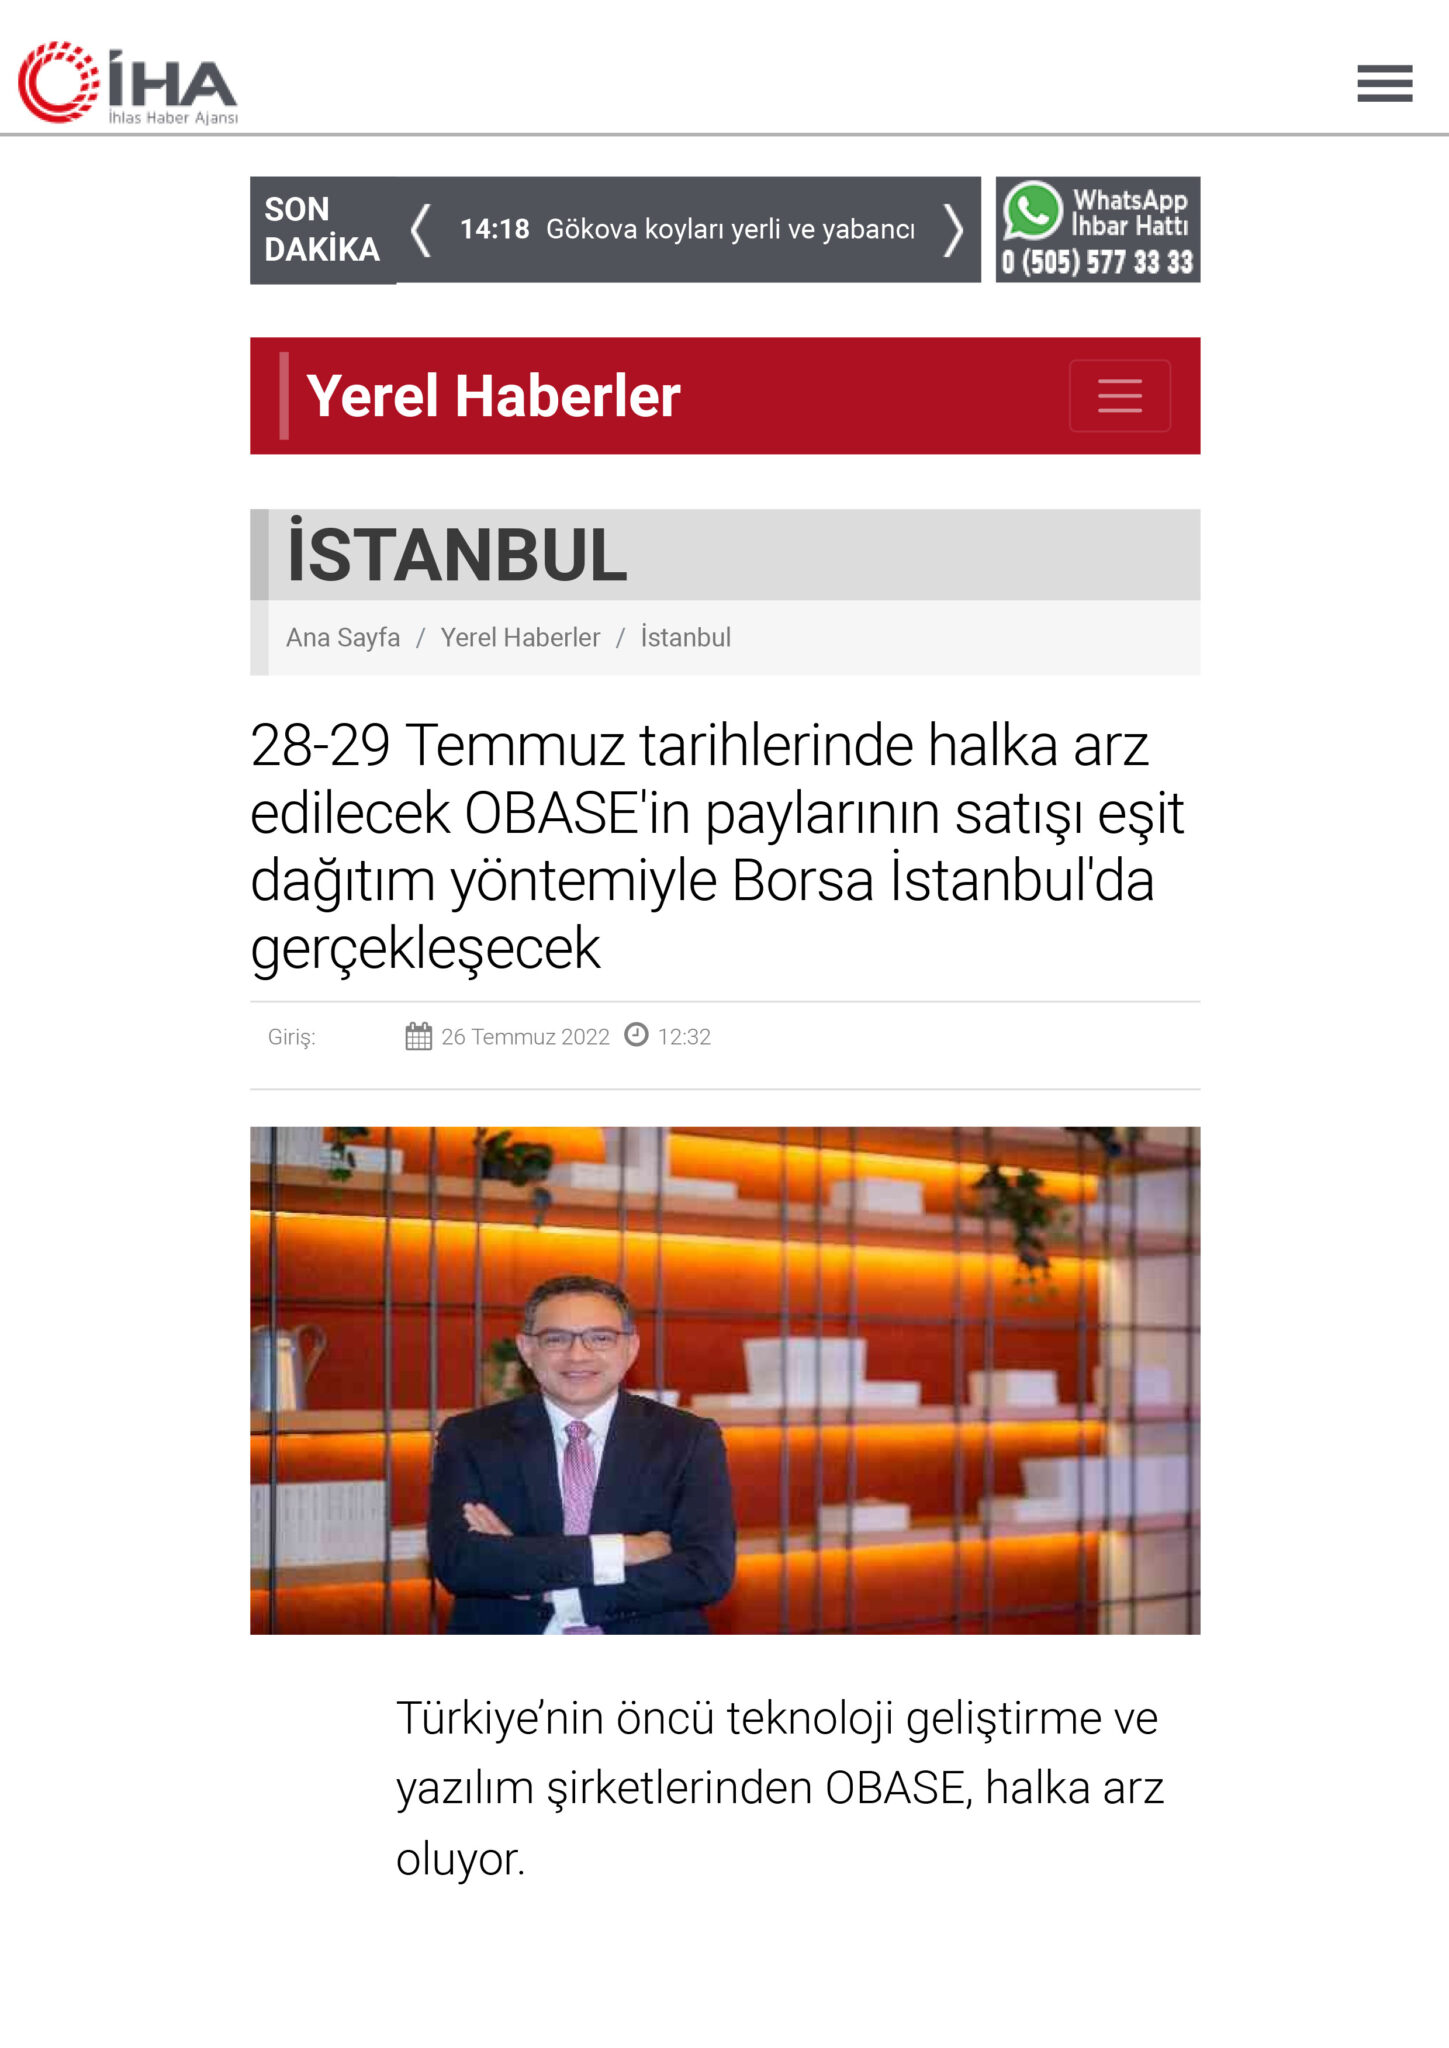 İHA
İhlas Haber Ajansı
SON
DAKİKA
14:18 Gökova koyları yerli ve yabancı
WhatsApp
İhbar Hattı
0 (505) 577 33 33
Yerel Haberler
İSTANBUL
Ana Sayfa / Yerel Haberler / İstanbul
28-29 Temmuz tarihlerinde halka arz
edilecek OBASE'in paylarının satışı eşit
dağıtım yöntemiyle Borsa İstanbul'da
gerçekleşecek
Giriş: 26 Temmuz 2022 12:32
Türkiye’nin öncü teknoloji geliştirme ve
yazılım şirketlerinden OBASE, halka arz
oluyor.